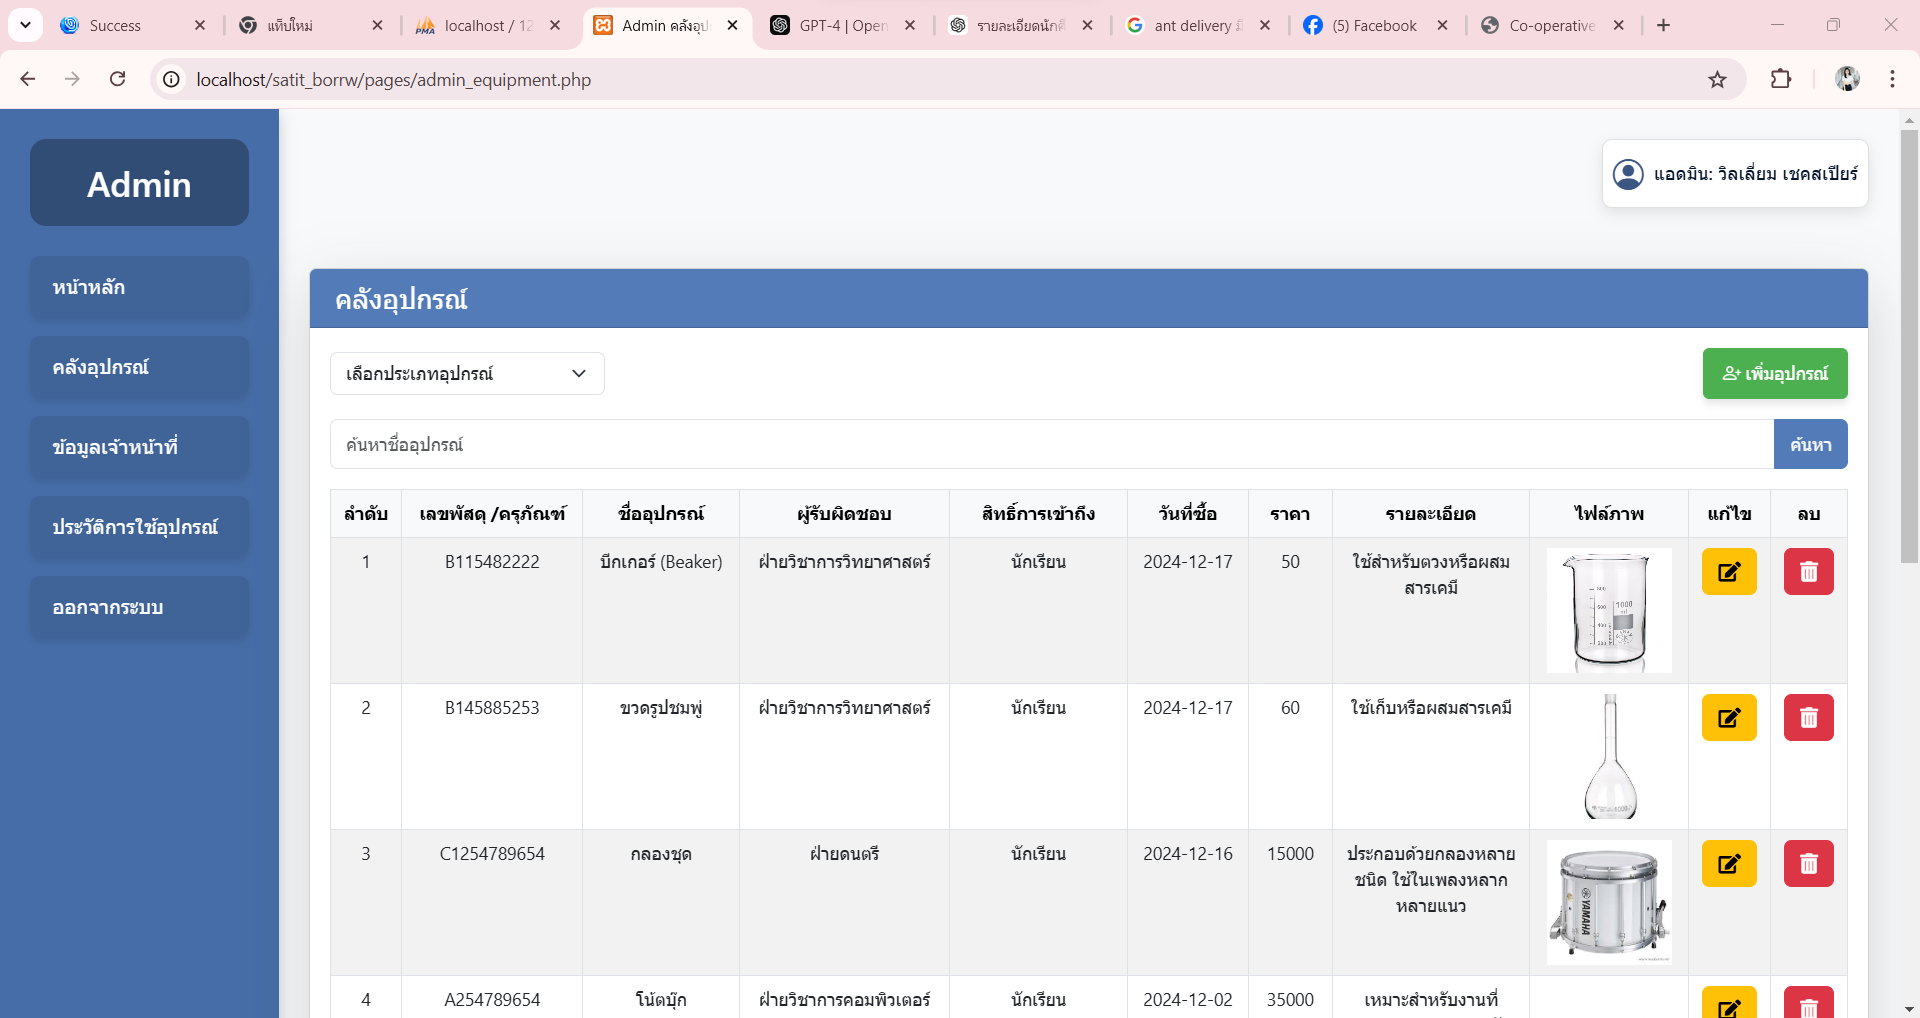 Success
แท็บใหม่
localhost / 12
Admin คลังอุป
GPT-4 | Open
รายละเอียดนักศึ
ant delivery มี
(5) Facebook
Co-operative
localhost/satit_borrw/pages/admin_equipment.php
Admin
หน้าหลัก
คลังอุปกรณ์
ข้อมูลเจ้าหน้าที่
ประวัติการใช้อุปกรณ์
ออกจากระบบ
แอดมิน: วิลเลี่ยม เชคสเปียร์
คลังอุปกรณ์
เลือกประเภทอุปกรณ์
เพิ่มอุปกรณ์
ค้นหาชื่ออุปกรณ์
ค้นหา
ลำดับ เลขพัสดุ /ครุภัณฑ์ ชื่ออุปกรณ์ ผู้รับผิดชอบ สิทธิ์การเข้าถึง วันที่ซื้อ ราคา รายละเอียด ไฟล์ภาพ แก้ไข ลบ
1 B115482222 บีกเกอร์ (Beaker) ฝ่ายวิชาการวิทยาศาสตร์ นักเรียน 2024-12-17 50 ใช้สำหรับตวงหรือผสม
สารเคมี
1000
ml
2 B145885253 ขวดรูปชมพู่ ฝ่ายวิชาการวิทยาศาสตร์ นักเรียน 2024-12-17 60 ใช้เก็บหรือผสมสารเคมี
3 C1254789654 กลองชุด ฝ่ายดนตรี นักเรียน 2024-12-16 15000 ประกอบด้วยกลองหลาย
ชนิด ใช้ในเพลงหลาก
หลายแนว
YAMAHA
4 A254789654 โน้ตบุ๊ก ฝ่ายวิชาการคอมพิวเตอร์ นักเรียน 2024-12-02 35000 เหมาะสำหรับงานที่